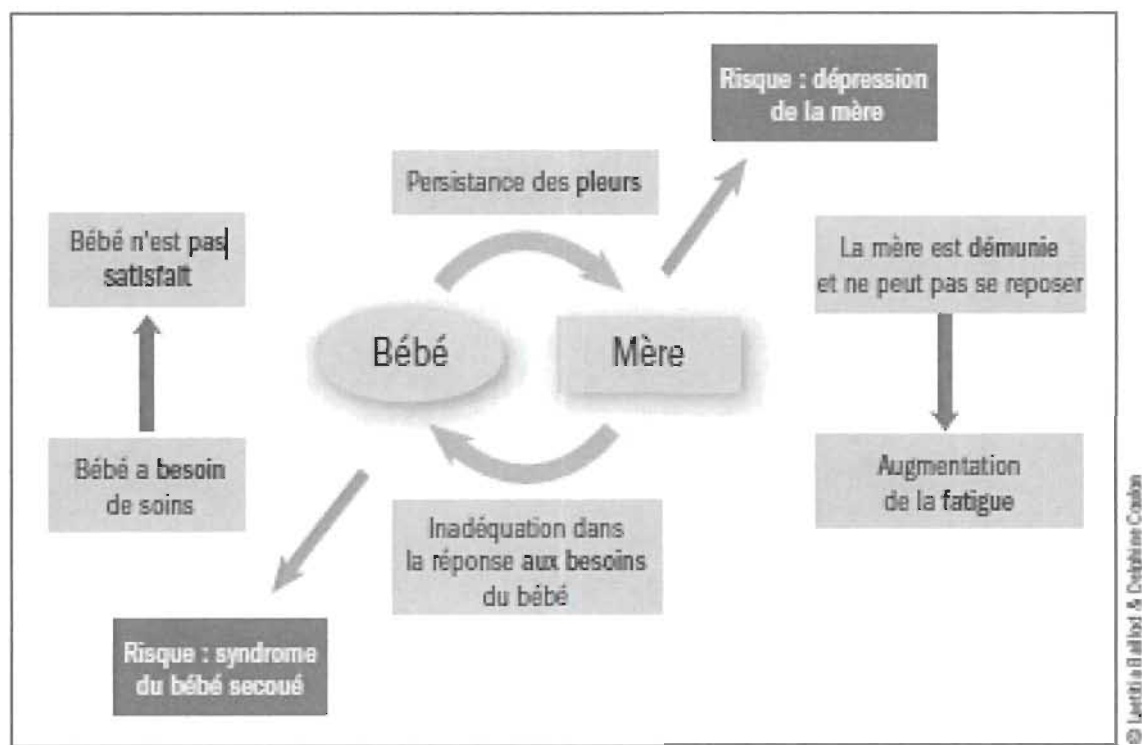 Risque : dépression
de la mère
Persistance des pleurs
Bébé n'est pas
satisfait
La mère est démunie
et ne peut pas se reposer
Bébé
Mère
Bébé a besoin
de soins
Augmentation
de la fatigue
Inadéquation dans
la réponse aux besoins
du bébé
Risque : syndrome
du bébé secoué
© Laetitia & Delphine